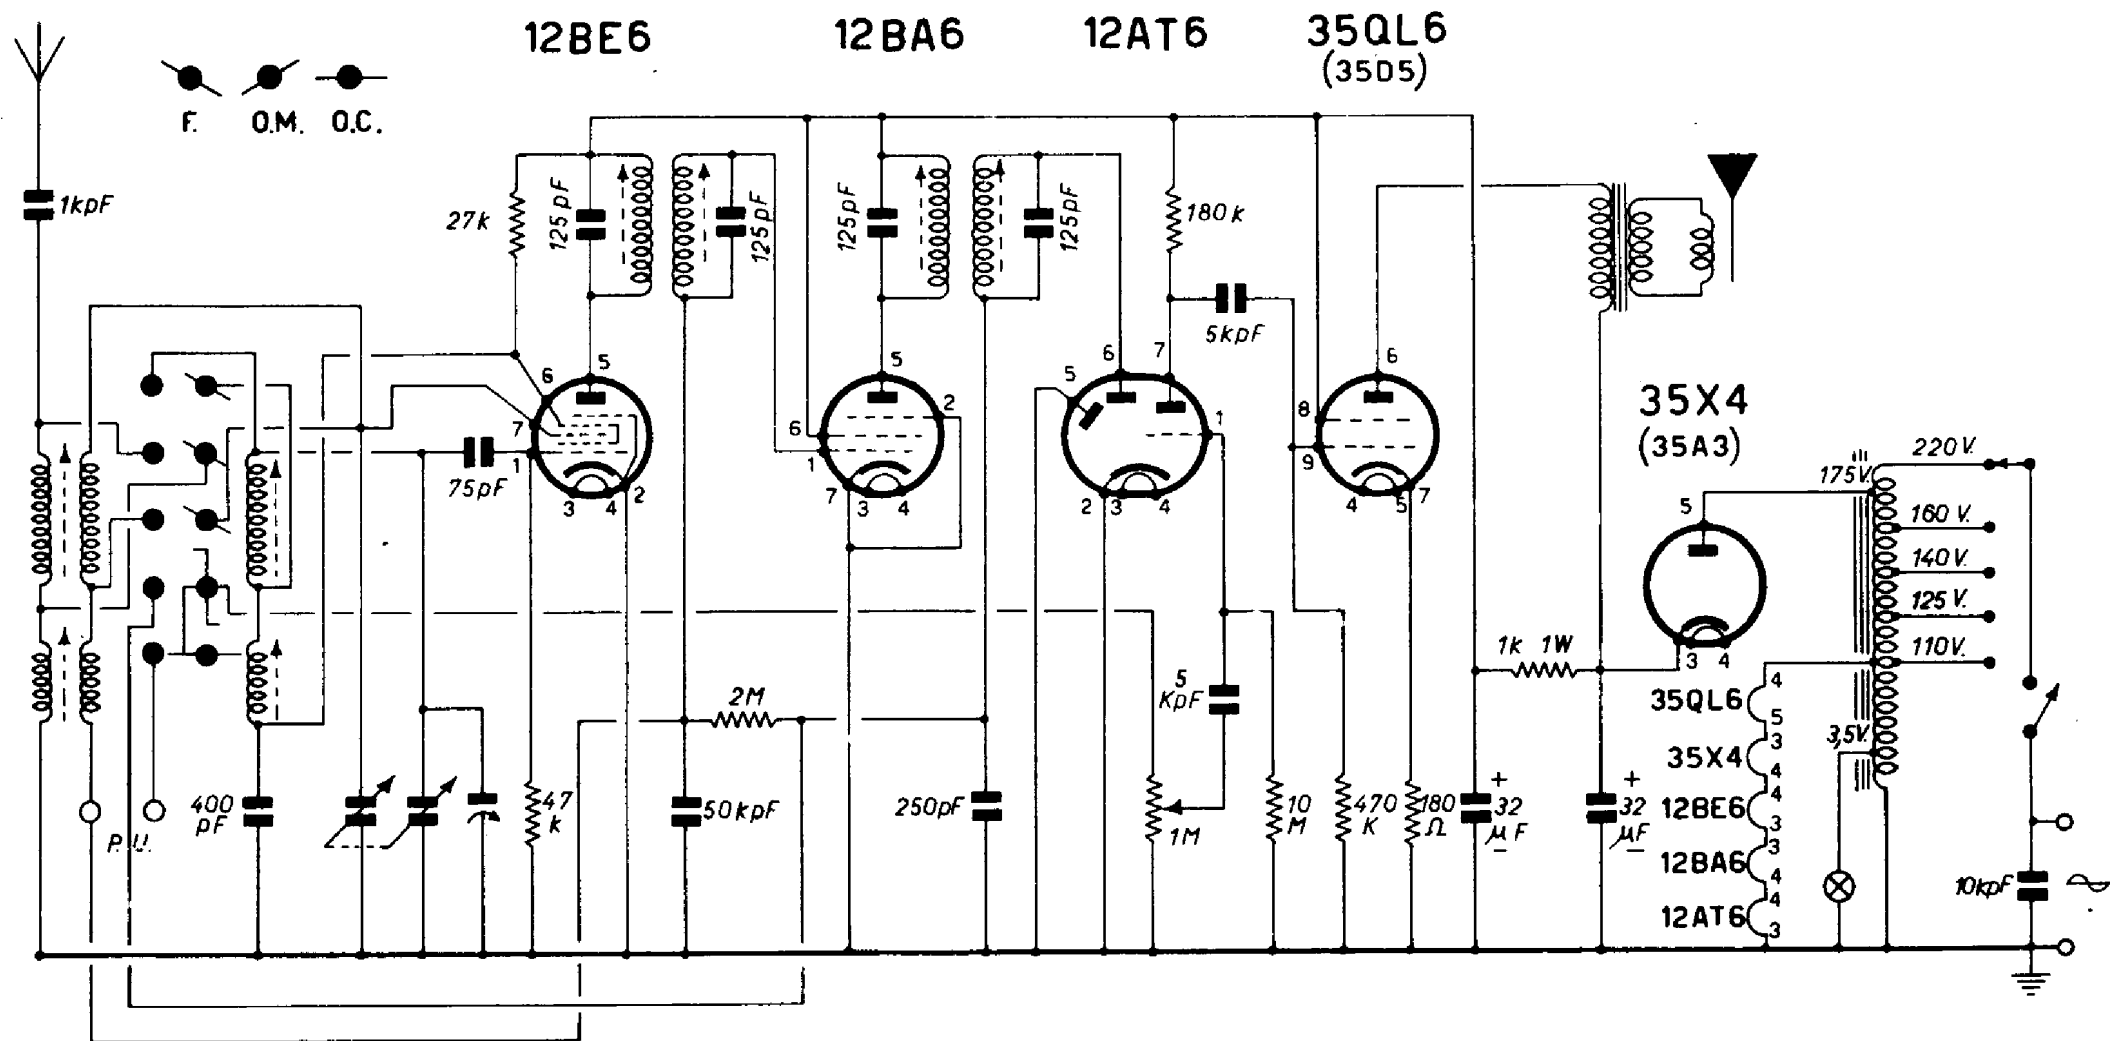 12BE6
12BA6
12AT6
35QL6
(35D5)
F.
O.M.
O.C.
1kpF
27k
125pF
125pF
125pF
125pF
180k
5kpF
75pF
6
5
7
1
3
4
2
5
2
6
1
7
3
4
5
6
7
1
2
3
4
6
8
9
4
5
7
35X4
(35A3)
5
3
4
175V.
220V.
160V.
140V.
125V.
110V.
3,5V.
1k 1W
2M
5
KpF
P.U.
400
pF
47
k
50kpF
250pF
1M
10
M
470
K
180
Ω
+
32
µF
−
+
32
µF
−
35QL6
4
5
35X4
3
4
12BE6
4
3
12BA6
3
4
12AT6
4
3
10kpF